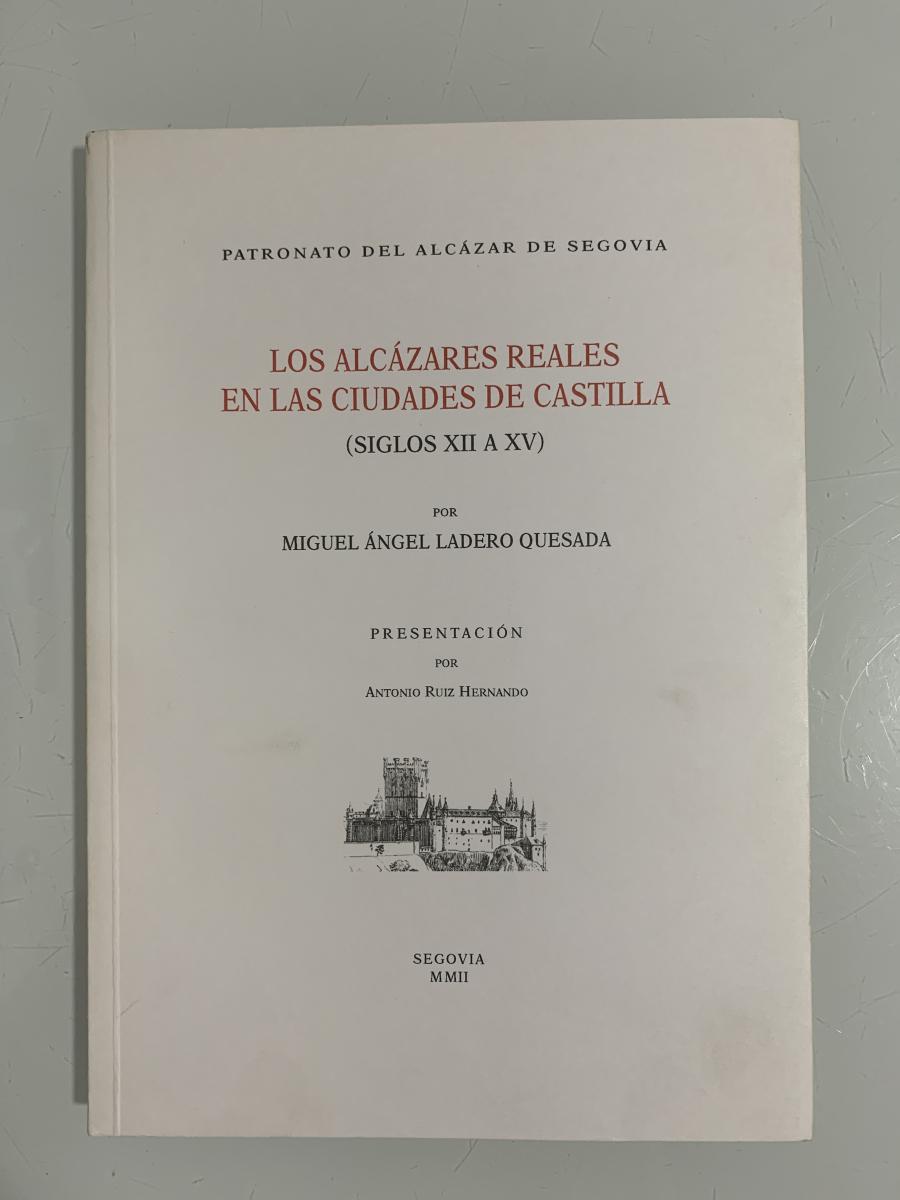 PATRONATO DEL ALCÁZAR DE SEGOVIA
LOS ALCÁZARES REALES
EN LAS CIUDADES DE CASTILLA
(SIGLOS XII A XV)
POR
MIGUEL ÁNGEL LADERO QUESADA
PRESENTACIÓN
POR
ANTONIO RUIZ HERNANDO
SEGOVIA
MMII